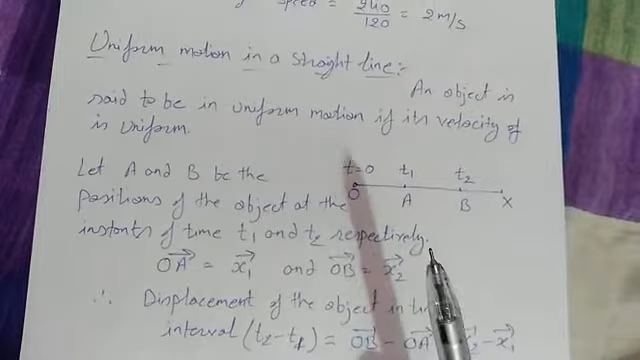 speed = 240/120 = 2 m/s
Uniform motion in a straight line:-
An object is
said to be in uniform motion if its velocity of
is uniform.
Let A and B be the
positions of the object at the
instants of time t₁ and t₂ respectively.
t=0 t₁ t₂
O A B X
OA⃗ = x₁⃗ and OB⃗ = x₂⃗
∴ Displacement of the object in
interval (t₂-t₁) = OB⃗ - OA⃗ x₂⃗ - x₁⃗